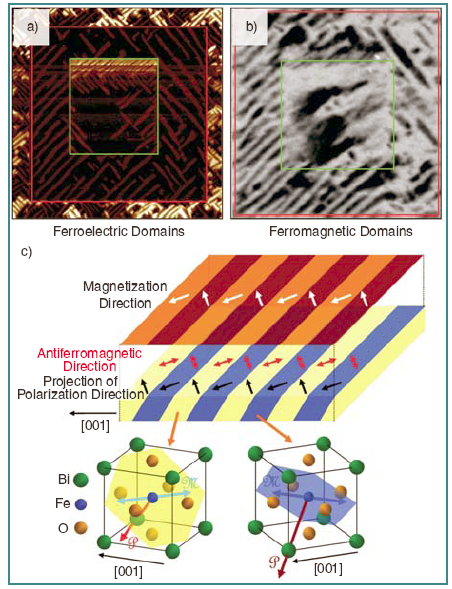 a)
b)
Ferroelectric Domains
Ferromagnetic Domains
c)
Magnetization
Direction
Antiferromagnetic
Direction
Projection of
Polarization Direction
[001]
Bi
Fe
O
ℳ
𝒫
[001]
ℳ
𝒫
[001]